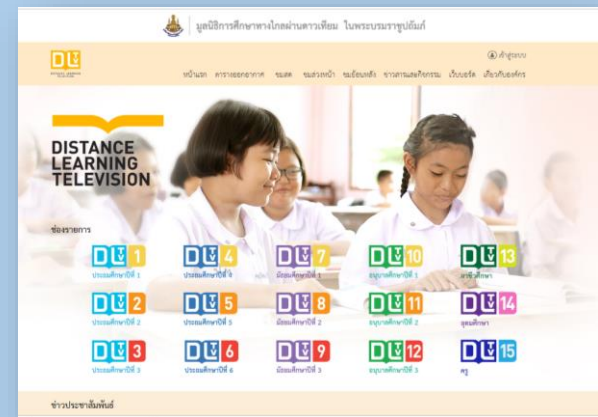 มูลนิธิการศึกษาทางไกลผ่านดาวเทียม ในพระบรมราชูปถัมภ์
DLTV
DISTANCE LEARNING TELEVISION
เข้าสู่ระบบ
หน้าแรก ตารางออกอากาศ ชมสด ชมล่วงหน้า ชมย้อนหลัง ข่าวสารและกิจกรรม เว็บบอร์ด เกี่ยวกับองค์กร
DISTANCE
LEARNING
TELEVISION
ช่องรายการ
DLTV 1 DLTV 4 DLTV 7 DLTV 10 DLTV 13
ประถมศึกษาปีที่ 1 ประถมศึกษาปีที่ 4 มัธยมศึกษาปีที่ 1 อนุบาลศึกษาปีที่ 1 อาชีวศึกษา
DLTV 2 DLTV 5 DLTV 8 DLTV 11 DLTV 14
ประถมศึกษาปีที่ 2 ประถมศึกษาปีที่ 5 มัธยมศึกษาปีที่ 2 อนุบาลศึกษาปีที่ 2 อุดมศึกษา
DLTV 3 DLTV 6 DLTV 9 DLTV 12 DLTV 15
ประถมศึกษาปีที่ 3 ประถมศึกษาปีที่ 6 มัธยมศึกษาปีที่ 3 อนุบาลศึกษาปีที่ 3 ครู
ข่าวประชาสัมพันธ์